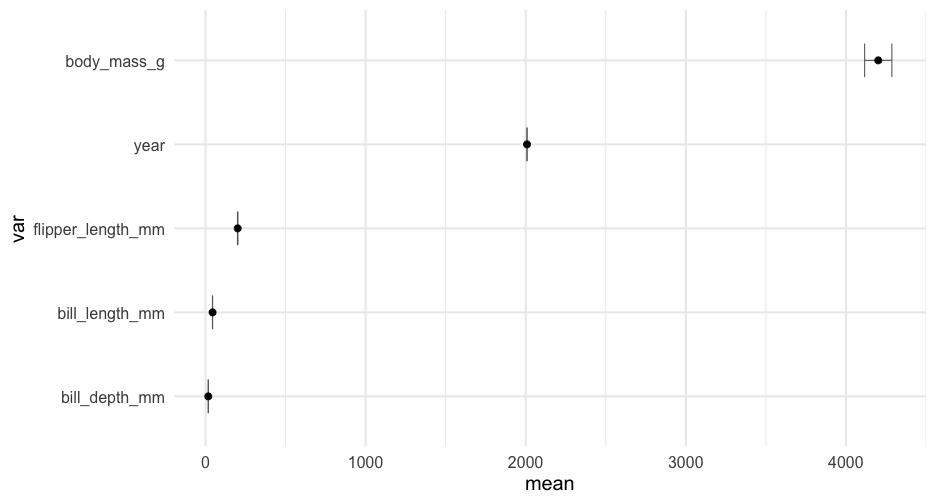 body_mass_g
year
flipper_length_mm
bill_length_mm
bill_depth_mm
var
0 1000 2000 3000 4000
mean